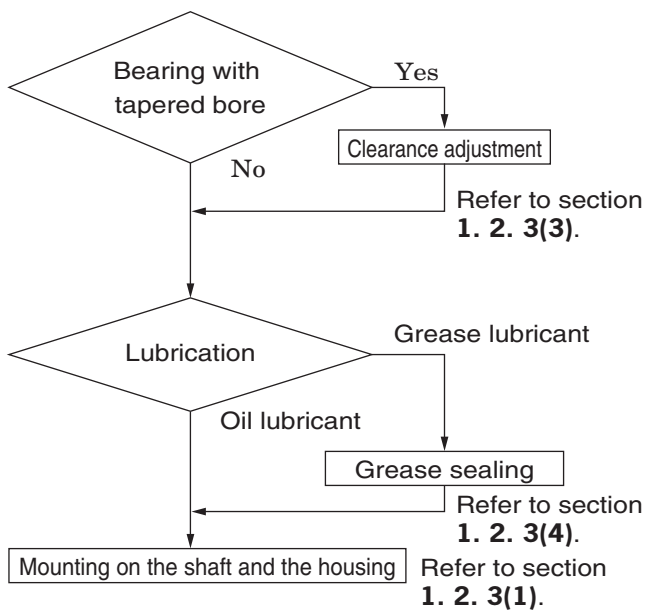 Bearing with
tapered bore
Yes
Clearance adjustment
No
Refer to section
1. 2. 3(3).
Lubrication
Grease lubricant
Oil lubricant
Grease sealing
Refer to section
1. 2. 3(4).
Mounting on the shaft and the housing
Refer to section
1. 2. 3(1).